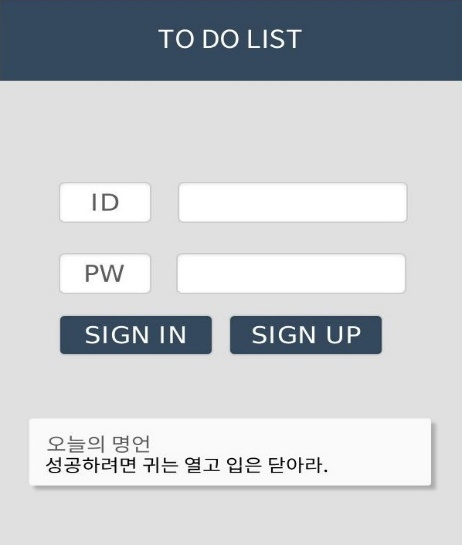 TO DO LIST
ID
PW
SIGN IN SIGN UP
오늘의 명언
성공하려면 귀는 열고 입은 닫아라.